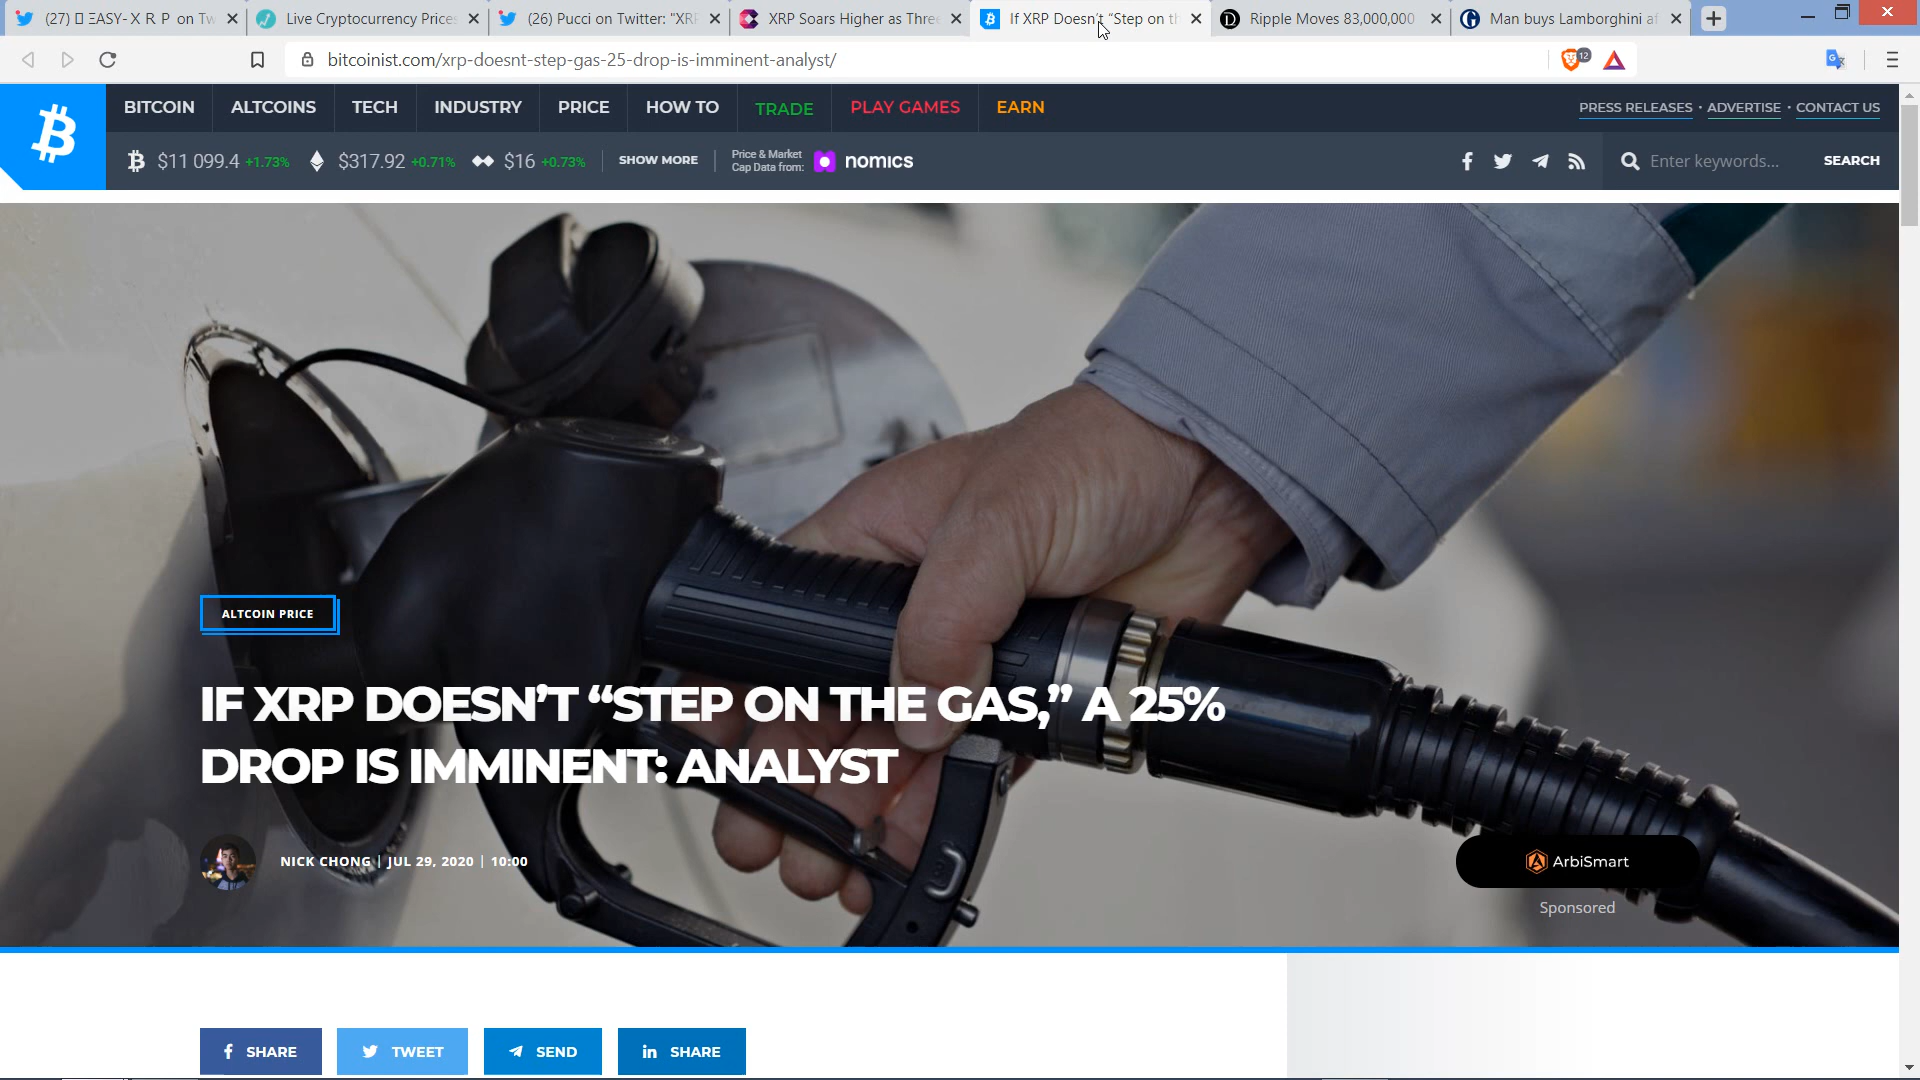 (27) EASY- X R P on Tw
Live Cryptocurrency Price
(26) Pucci on Twitter: "XRP
XRP Soars Higher as Three
If XRP Doesn't “Step on th
Ripple Moves 83,000,000
Man buys Lamborghini af
bitcoinist.com/xrp-doesnt-step-gas-25-drop-is-imminent-analyst/
12
BITCOIN ALTCOINS TECH INDUSTRY PRICE HOW TO TRADE PLAY GAMES EARN
PRESS RELEASES · ADVERTISE · CONTACT US
$11 099.4 +1.73% $317.92 +0.71% $16 +0.73% SHOW MORE
Price & Market
Cap Data from:
nomics
Enter keywords... SEARCH
ALTCOIN PRICE
IF XRP DOESN’T “STEP ON THE GAS,” A 25%
DROP IS IMMINENT: ANALYST
NICK CHONG | JUL 29, 2020 | 10:00
ArbiSmart
Sponsored
SHARE TWEET SEND SHARE